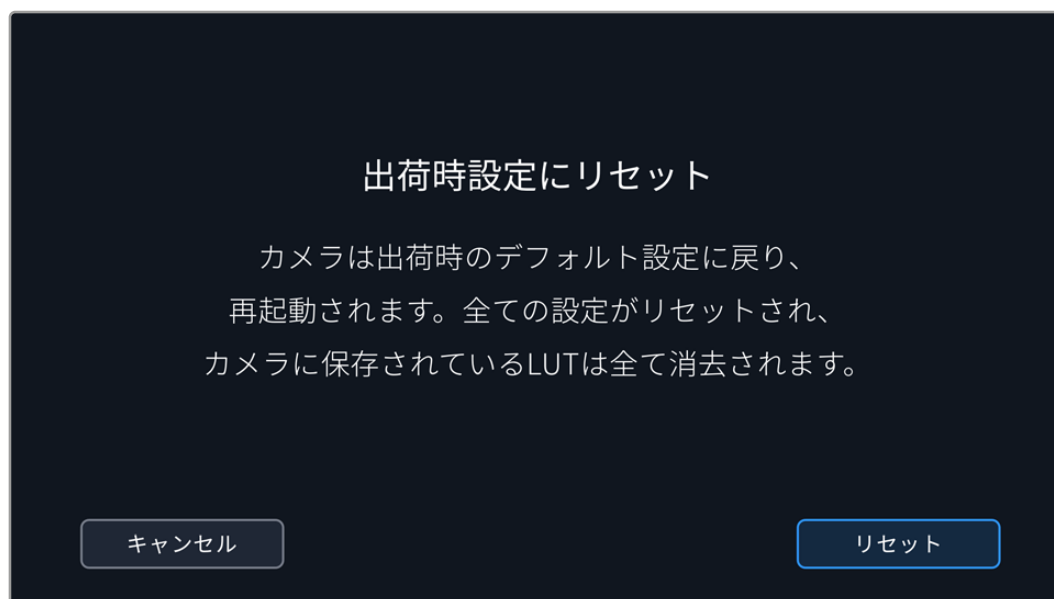 出荷時設定にリセット
カメラは出荷時のデフォルト設定に戻り、
再起動されます。全ての設定がリセットされ、
カメラに保存されているLUTは全て消去されます。
キャンセル
リセット